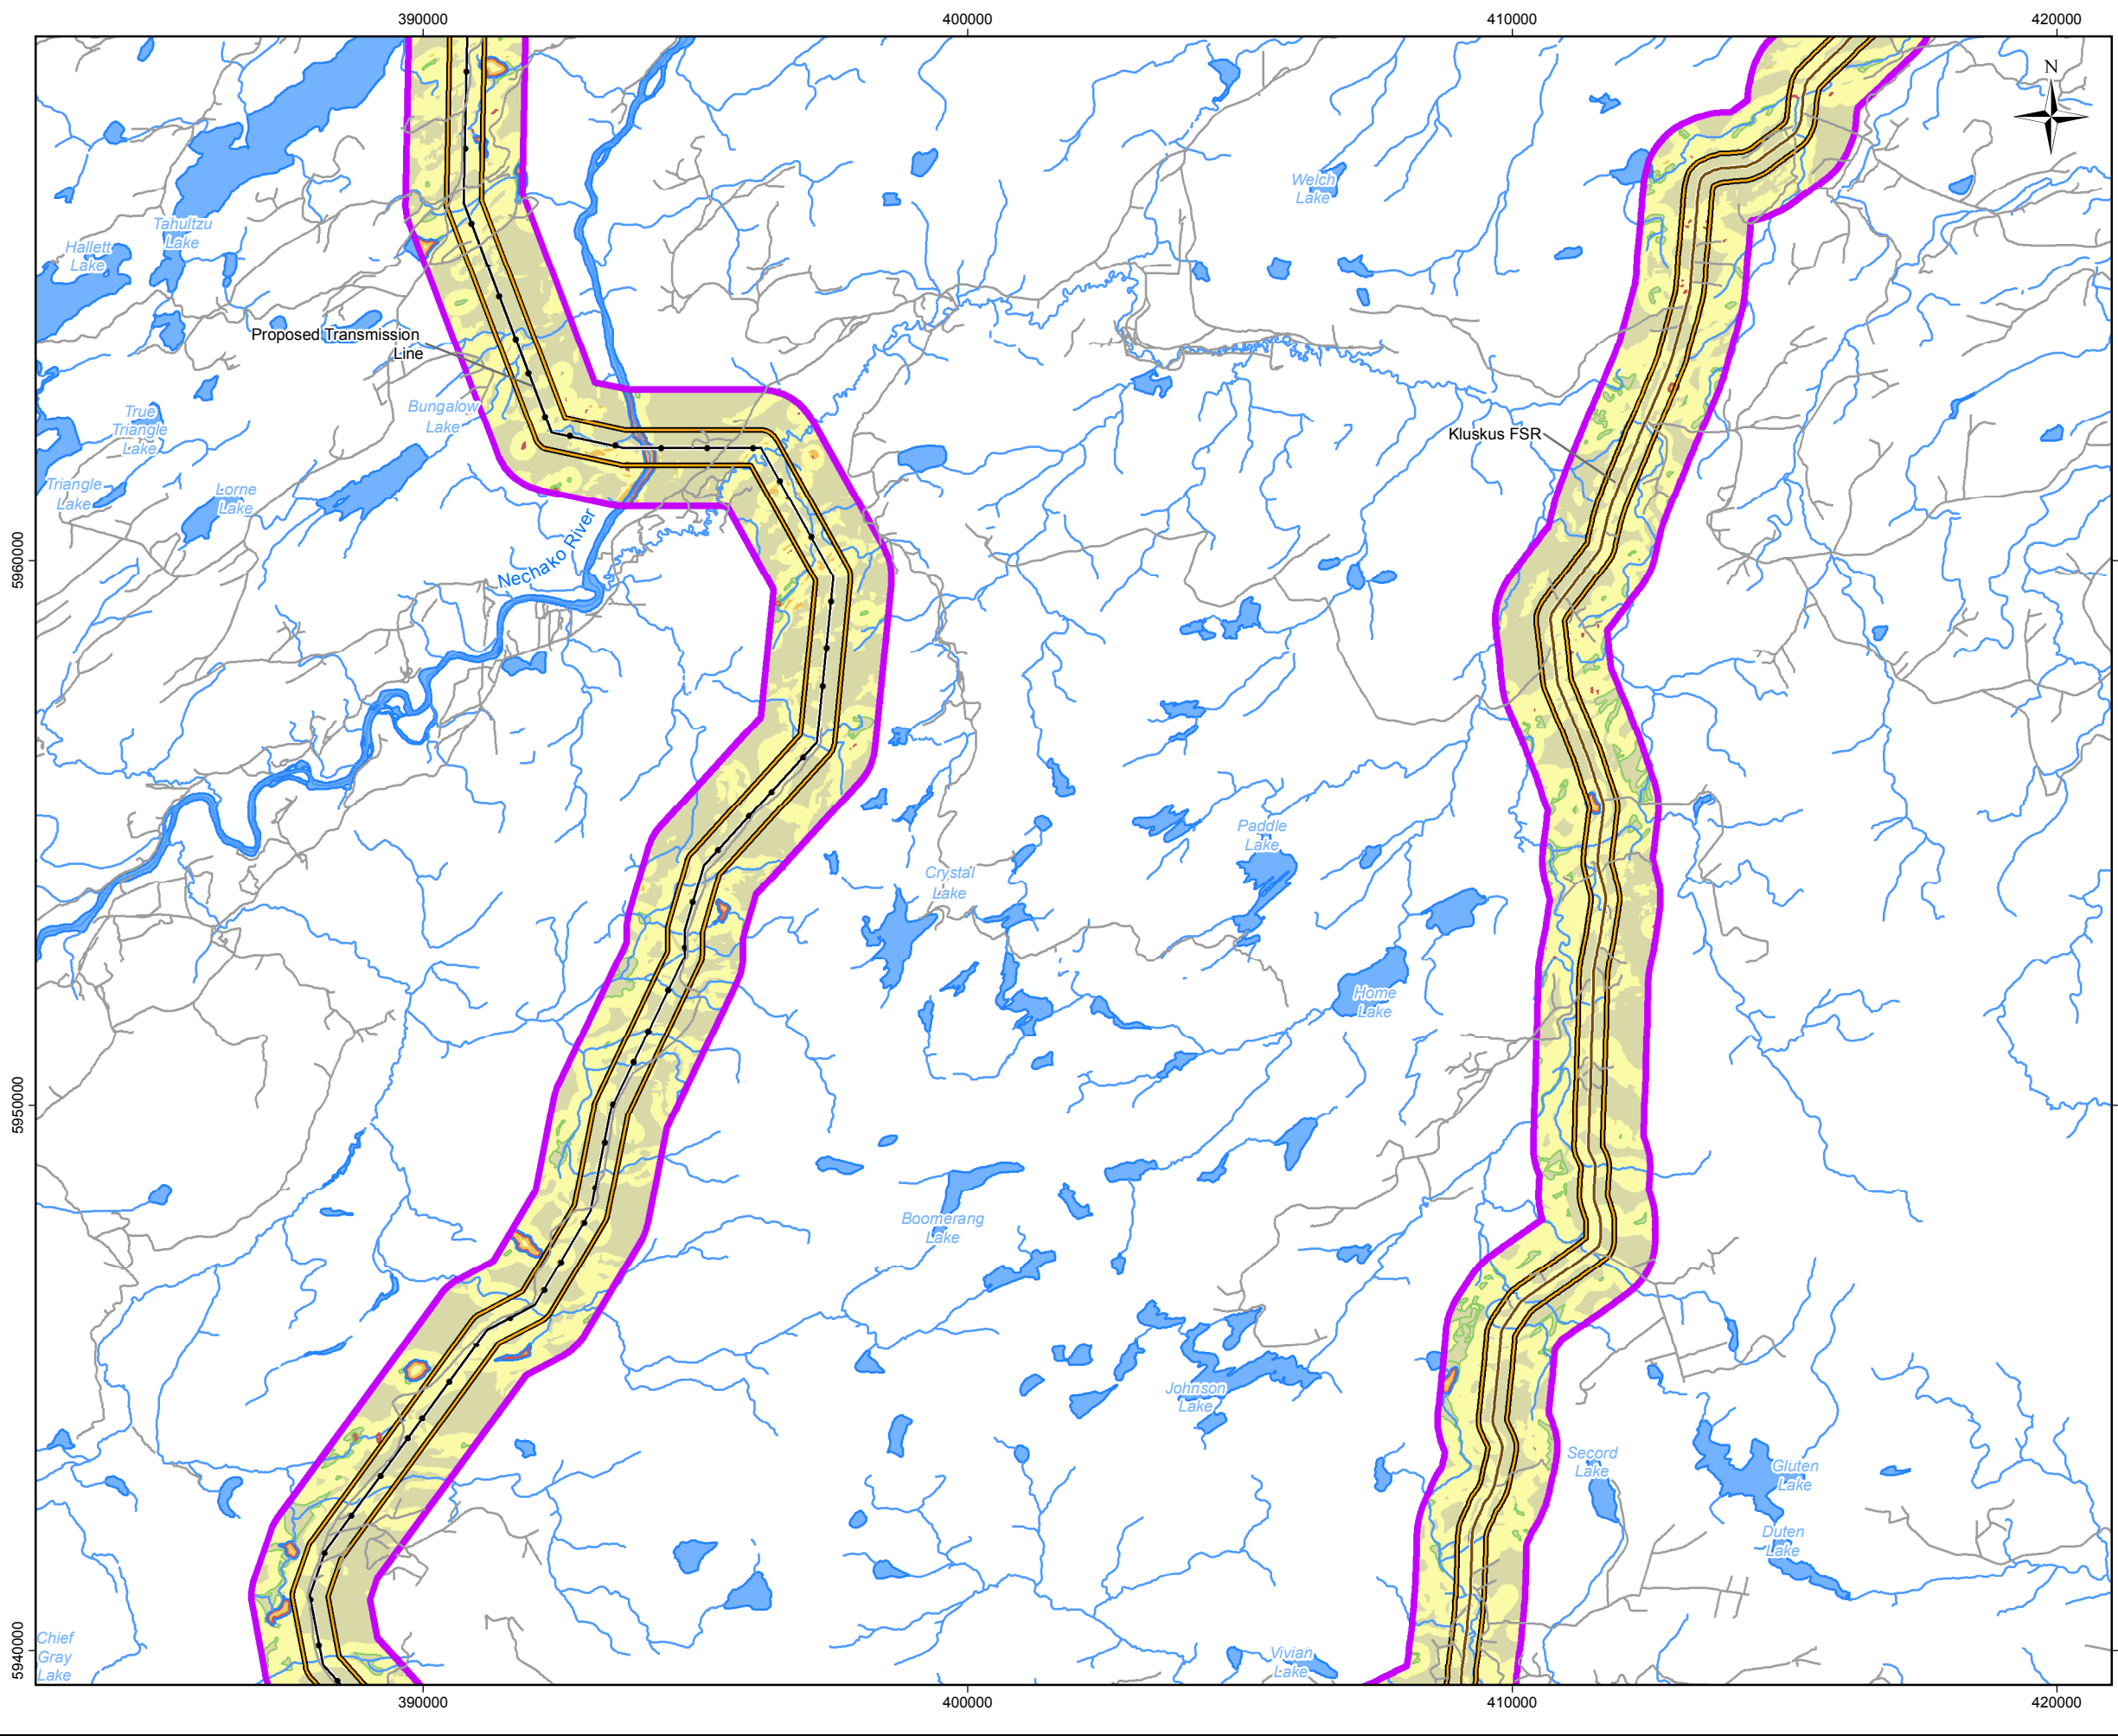 390000
400000
410000
420000
N
Welch
Lake
Tahultzu
Lake
Hallett
Lake
Proposed Transmission
Line
Bungalow
Lake
True
Triangle
Lake
Kluskus FSR
Triangle
Lake
Lorne
Lake
Nechako River
5960000
Paddle
Lake
Crystal
Lake
Home
Lake
5950000
Boomerang
Lake
Johnson
Lake
Secord
Lake
Gluten
Lake
Duten
Lake
5940000
Chief
Gray
Lake
Vivian
Lake
390000
400000
410000
420000